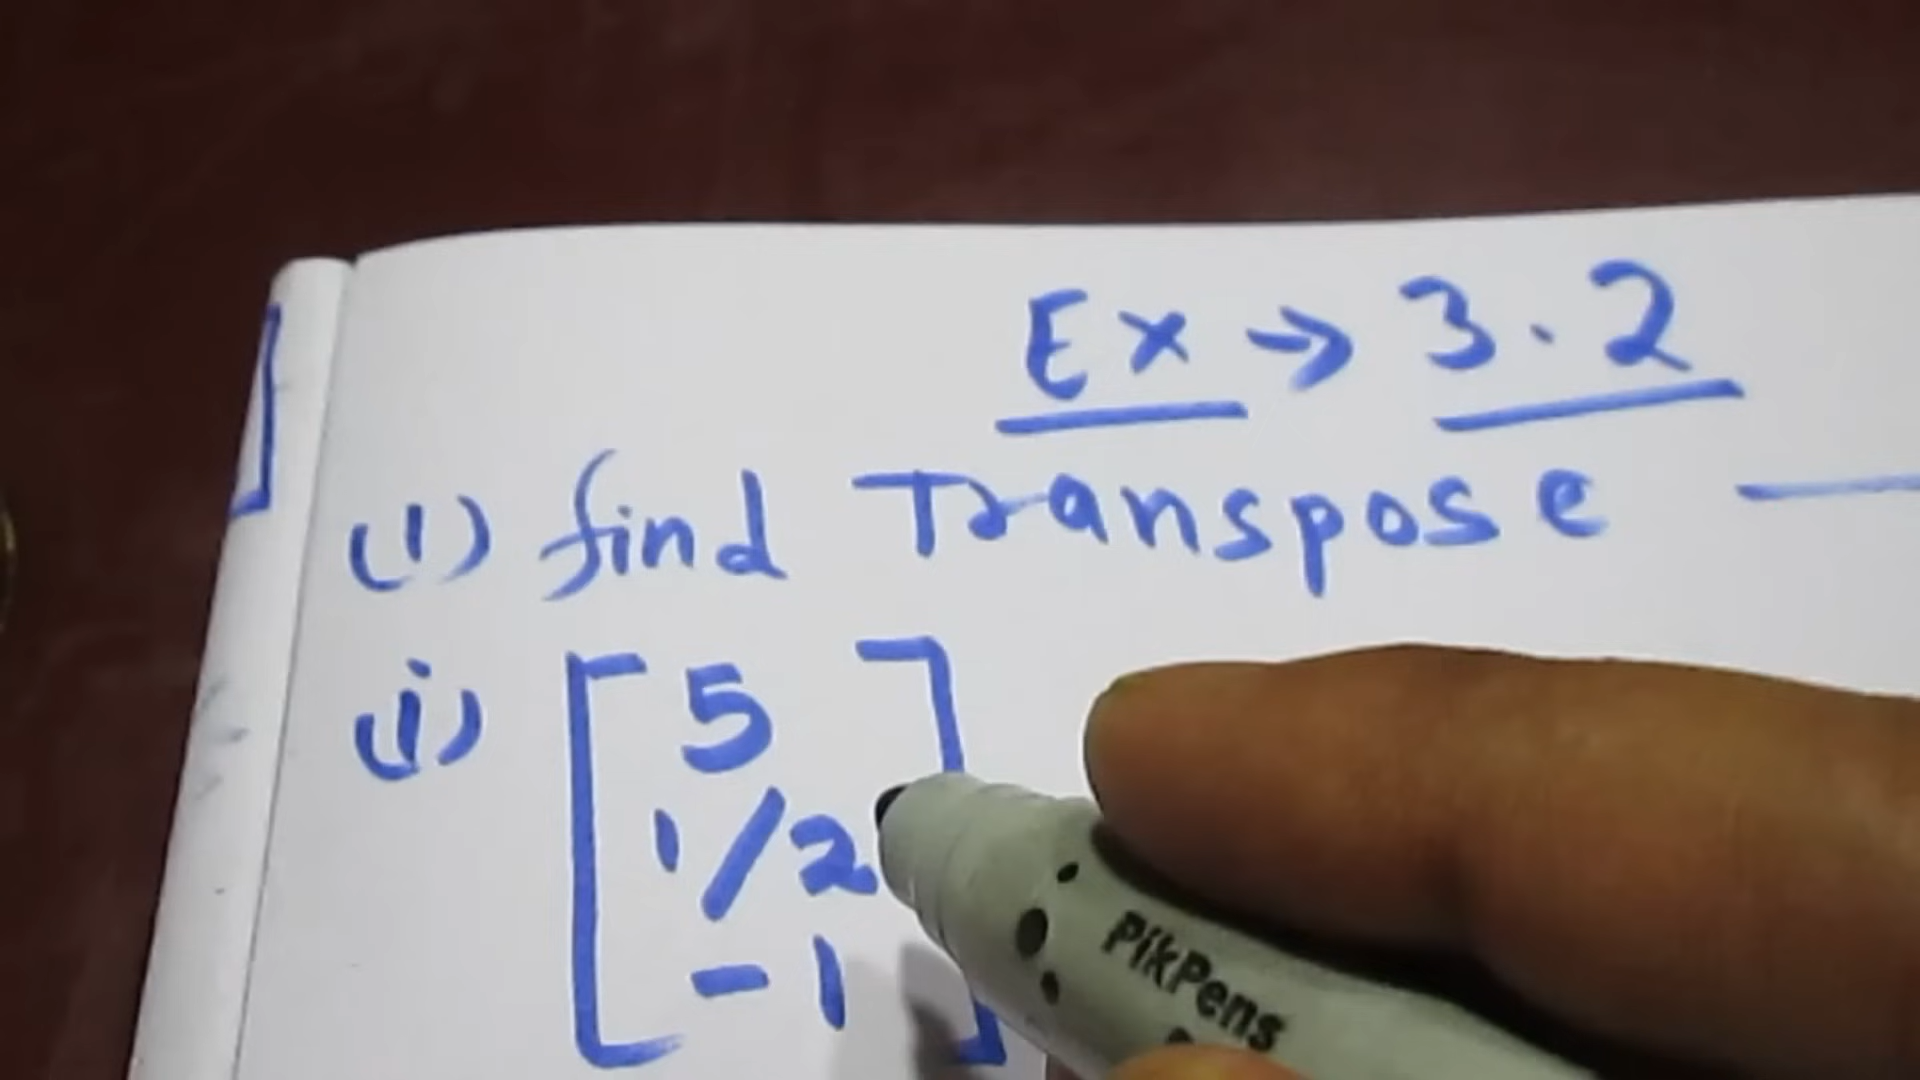 Ex → 3.2
(1) find Transpose —
(i) [ 5 ]
1/2
-1
PikPens